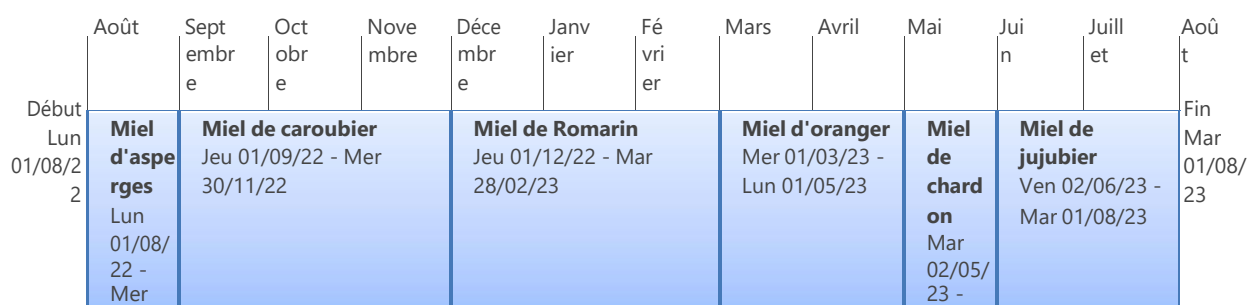 Août
Sept
embr
e
Oct
obr
e
Nove
mbre
Déce
mbr
e
Janv
ier
Fé
vri
er
Mars
Avril
Mai
Jui
n
Juill
et
Aoû
t
Début
Lun
01/08/2
2
Miel
d'aspe
rges
Lun
01/08/
22 -
Mer
Miel de caroubier
Jeu 01/09/22 - Mer
30/11/22
Miel de Romarin
Jeu 01/12/22 - Mar
28/02/23
Miel d'oranger
Mer 01/03/23 -
Lun 01/05/23
Miel
de
chard
on
Mar
02/05/
23 -
Miel de
jujubier
Ven 02/06/23 -
Mar 01/08/23
Fin
Mar
01/08/
23